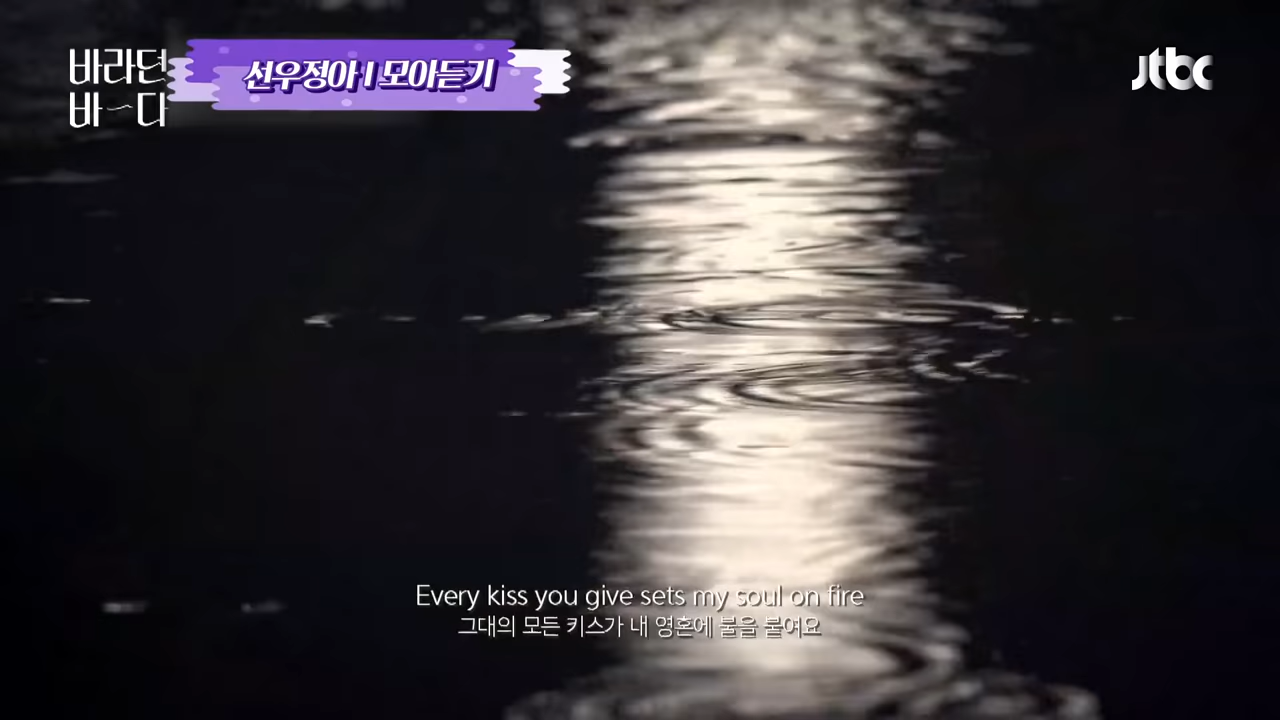 바라던
바다
선우정아 I 모아듣기
jtbc
Every kiss you give sets my soul on fire
그대의 모든 키스가 내 영혼에 불을 붙여요